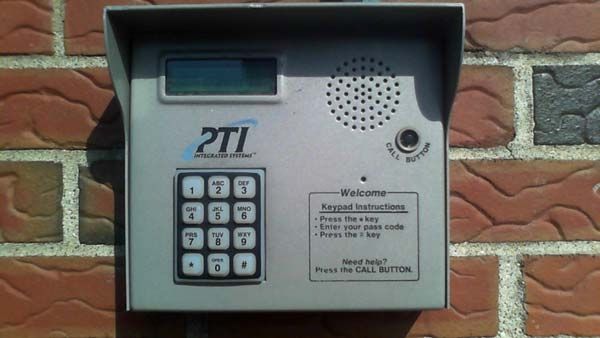 PTI
INTEGRATED SYSTEMS™
CALL BUTTON
1 ABC 2 DEF 3
GHI 4 JKL 5 MNO 6
PRS 7 TUV 8 WXY 9
* OPER 0 #
Welcome
Keypad Instructions
• Press the * key
• Enter your pass code
• Press the # key
Need help?
Press the CALL BUTTON.